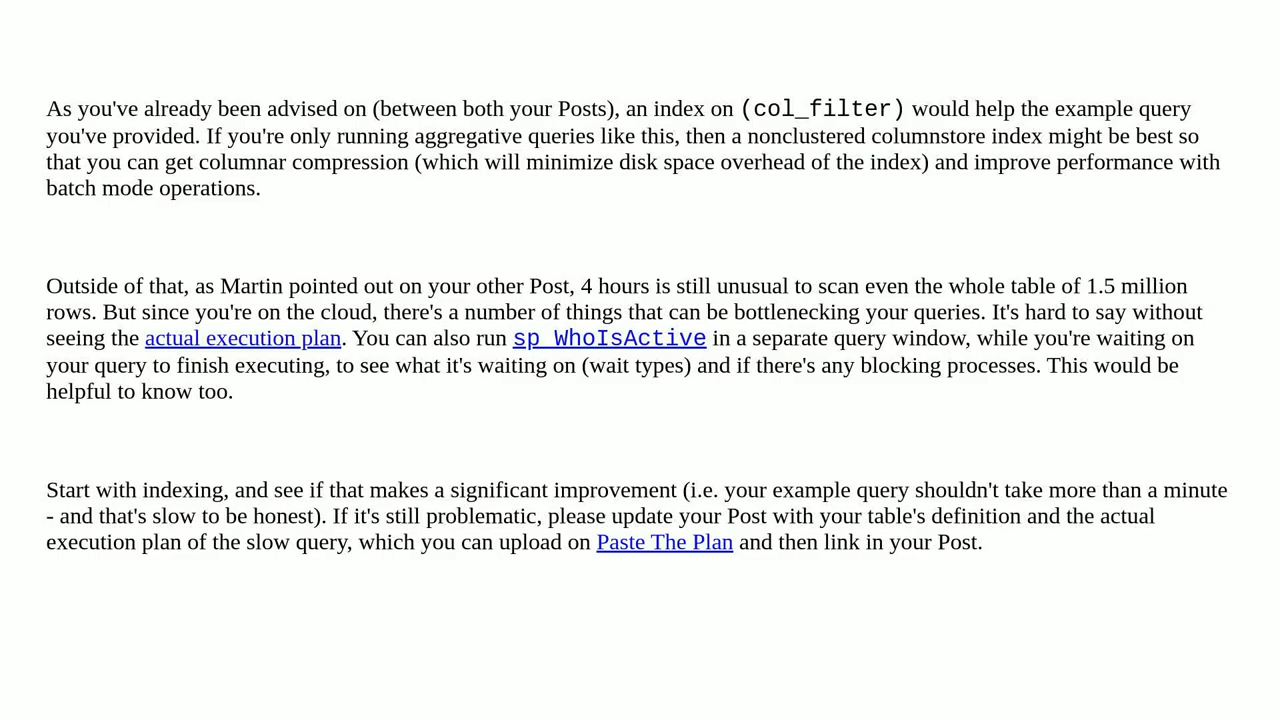 As you've already been advised on (between both your Posts), an index on (col_filter) would help the example query
you've provided. If you're only running aggregative queries like this, then a nonclustered columnstore index might be best so
that you can get columnar compression (which will minimize disk space overhead of the index) and improve performance with
batch mode operations.
Outside of that, as Martin pointed out on your other Post, 4 hours is still unusual to scan even the whole table of 1.5 million
rows. But since you're on the cloud, there's a number of things that can be bottlenecking your queries. It's hard to say without
seeing the actual execution plan. You can also run sp_WhoIsActive in a separate query window, while you're waiting on
your query to finish executing, to see what it's waiting on (wait types) and if there's any blocking processes. This would be
helpful to know too.
Start with indexing, and see if that makes a significant improvement (i.e. your example query shouldn't take more than a minute
- and that's slow to be honest). If it's still problematic, please update your Post with your table's definition and the actual
execution plan of the slow query, which you can upload on Paste The Plan and then link in your Post.